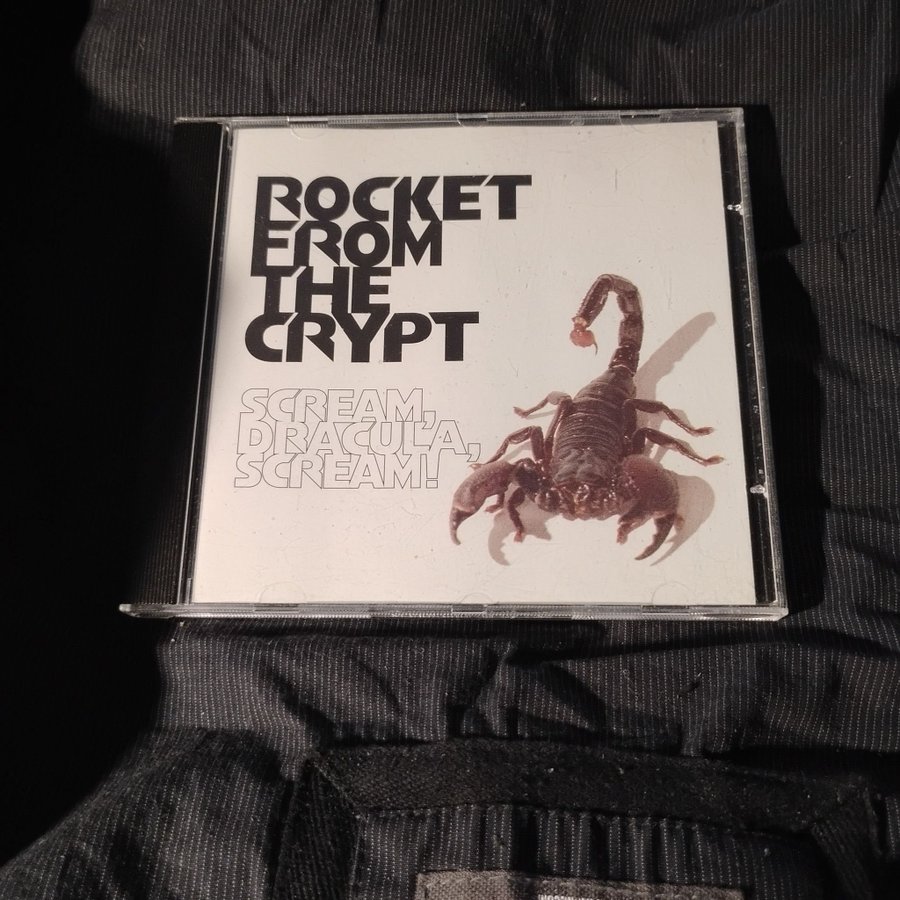 ROCKET
FROM
THE
CRYPT
SCREAM,
DRACULA,
SCREAM!